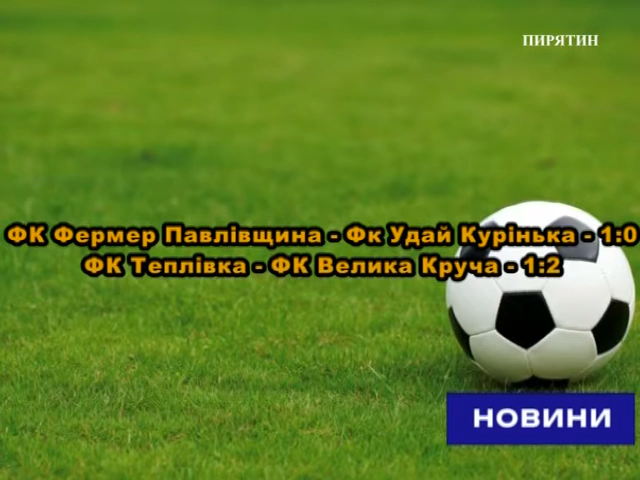 ПИРЯТИН
ФК Фермер Павлівщина - Фк Удай Курінька - 1:0
ФК Теплівка - ФК Велика Круча - 1:2
НОВИНИ